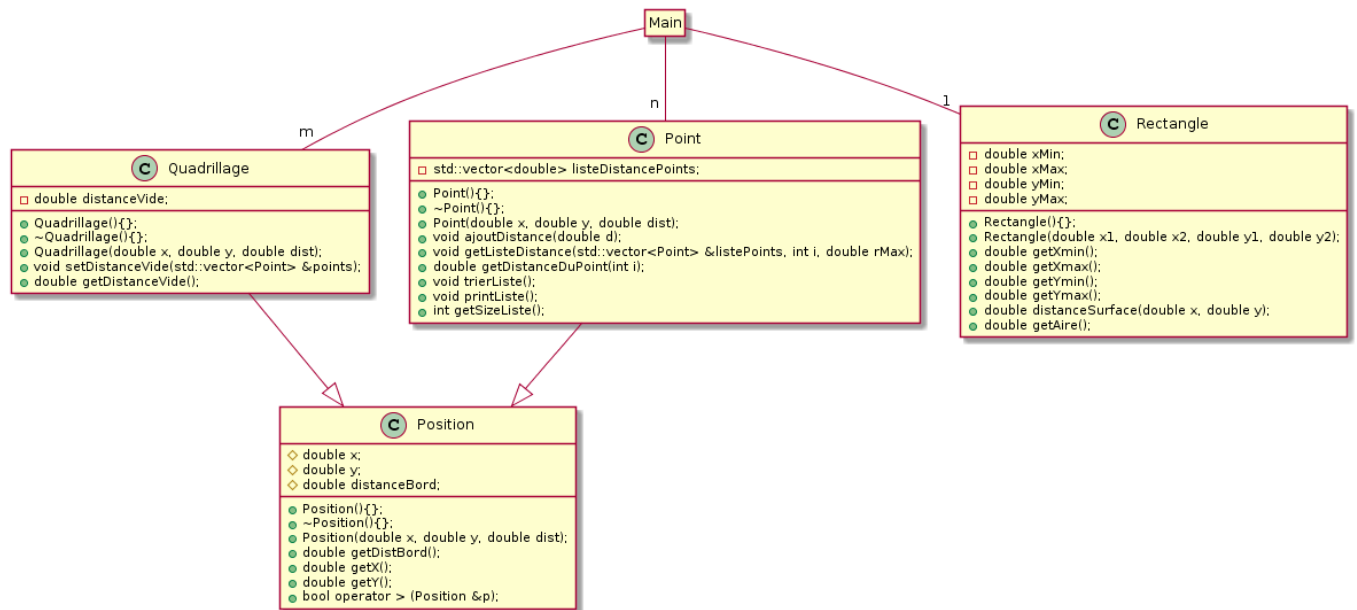 Main
m
n
1
C Quadrillage
double distanceVide;
Quadrillage(){};
~Quadrillage(){};
Quadrillage(double x, double y, double dist);
void setDistanceVide(std::vector<Point> &points);
double getDistanceVide();
C Point
std::vector<double> listeDistancePoints;
Point(){};
~Point(){};
Point(double x, double y, double dist);
void ajoutDistance(double d);
void getListeDistance(std::vector<Point> &listePoints, int i, double rMax);
double getDistanceDuPoint(int i);
void trierListe();
void printListe();
int getSizeListe();
C Rectangle
double xMin;
double xMax;
double yMin;
double yMax;
Rectangle(){};
Rectangle(double x1, double x2, double y1, double y2);
double getXmin();
double getXmax();
double getYmin();
double getYmax();
double distanceSurface(double x, double y);
double getAire();
C Position
double x;
double y;
double distanceBord;
Position(){};
~Position(){};
Position(double x, double y, double dist);
double getDistBord();
double getX();
double getY();
bool operator > (Position &p);